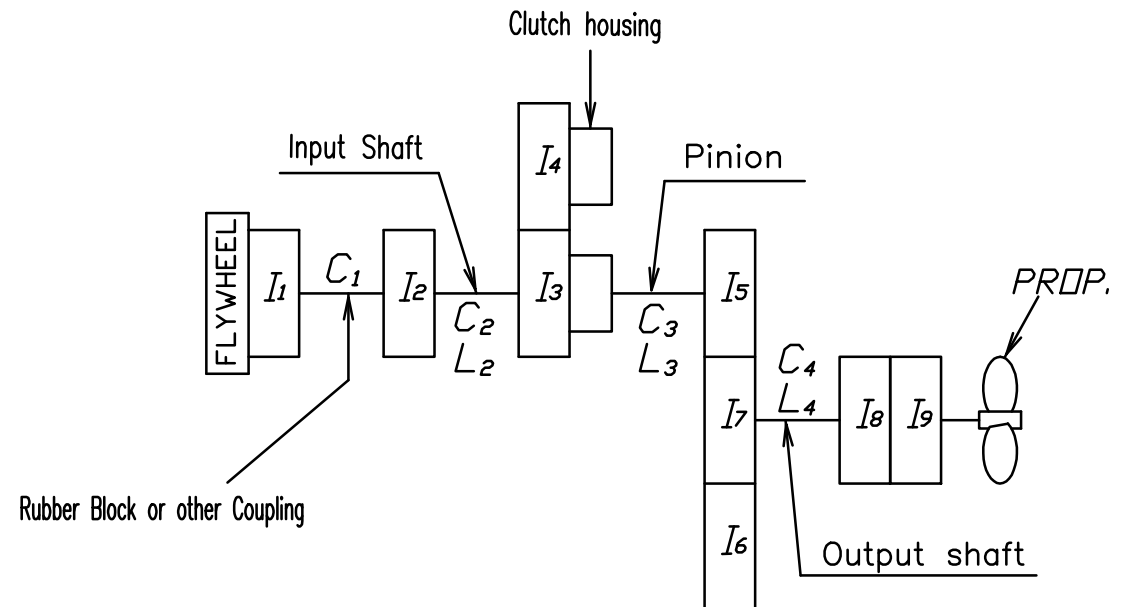 Clutch housing
Input Shaft
I4
Pinion
FLYWHEEL
I1
C1
I2
C2
L2
I3
C3
L3
I5
PROP.
C4
L4
I7
I8
I9
Rubber Block or other Coupling
I6
Output shaft